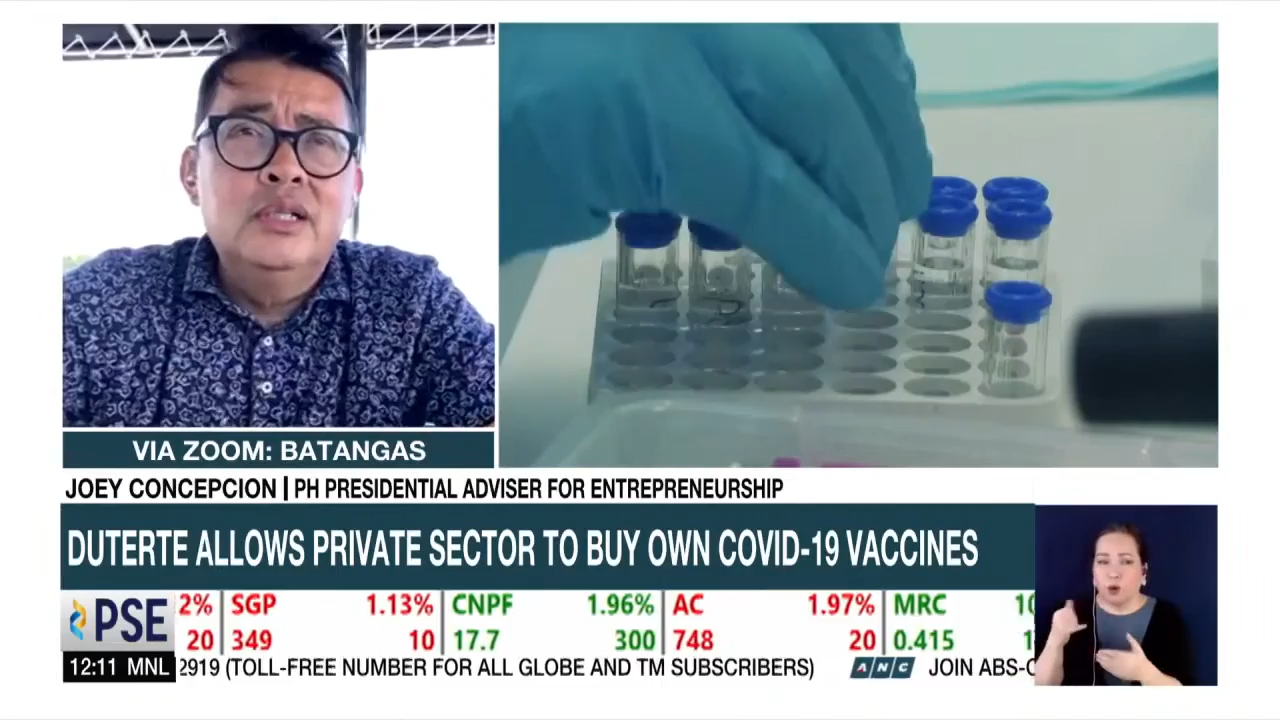 VIA ZOOM: BATANGAS
JOEY CONCEPCION | PH PRESIDENTIAL ADVISER FOR ENTREPRENEURSHIP
DUTERTE ALLOWS PRIVATE SECTOR TO BUY OWN COVID-19 VACCINES
PSE 2% SGP 1.13% CNPF 1.96% AC 1.97% MRC 10
20 349 10 17.7 300 748 20 0.415 1
12:11 MNL 2919 (TOLL-FREE NUMBER FOR ALL GLOBE AND TM SUBSCRIBERS) ANC JOIN ABS-C